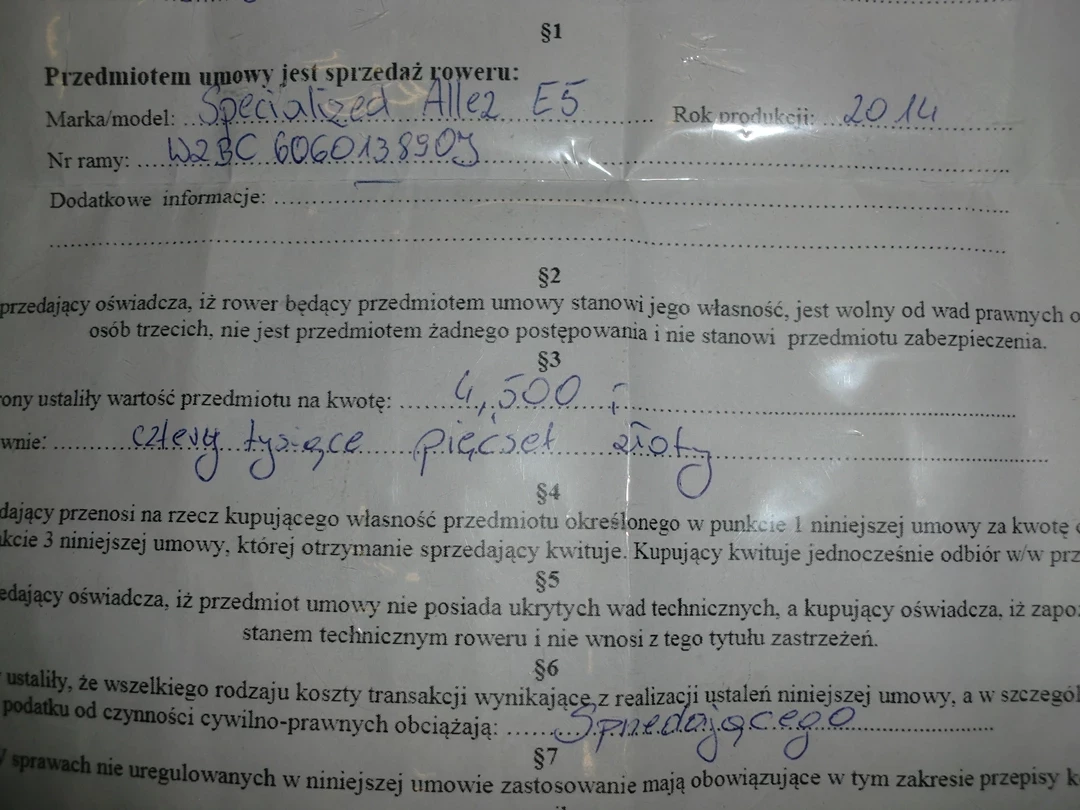 §1
Przedmiotem umowy jest sprzedaż roweru:
Marka/model: Specialized Allez E5 Rok produkcji: 2014
Nr ramy: W2BC606013890J
Dodatkowe informacje:
§2
przedający oświadcza, iż rower będący przedmiotem umowy stanowi jego własność, jest wolny od wad prawnych o
osób trzecich, nie jest przedmiotem żadnego postępowania i nie stanowi przedmiotu zabezpieczenia.
§3
ony ustaliły wartość przedmiotu na kwotę: 4,500
wnie: cztery tysiące pięćset złoty
§4
dający przenosi na rzecz kupującego własność przedmiotu określonego w punkcie 1 niniejszej umowy za kwotę
kcie 3 niniejszej umowy, której otrzymanie sprzedający kwituje. Kupujący kwituje jednocześnie odbiór w/w prz
§5
edający oświadcza, iż przedmiot umowy nie posiada ukrytych wad technicznych, a kupujący oświadcza, iż zapo
stanem technicznym roweru i nie wnosi z tego tytułu zastrzeżeń.
§6
ustaliły, że wszelkiego rodzaju koszty transakcji wynikające z realizacji ustaleń niniejszej umowy, a w szczegól
podatku od czynności cywilno-prawnych obciążają: Sprzedającego
§7
sprawach nie uregulowanych w niniejszej umowie zastosowanie mają obowiązujące w tym zakresie przepisy k